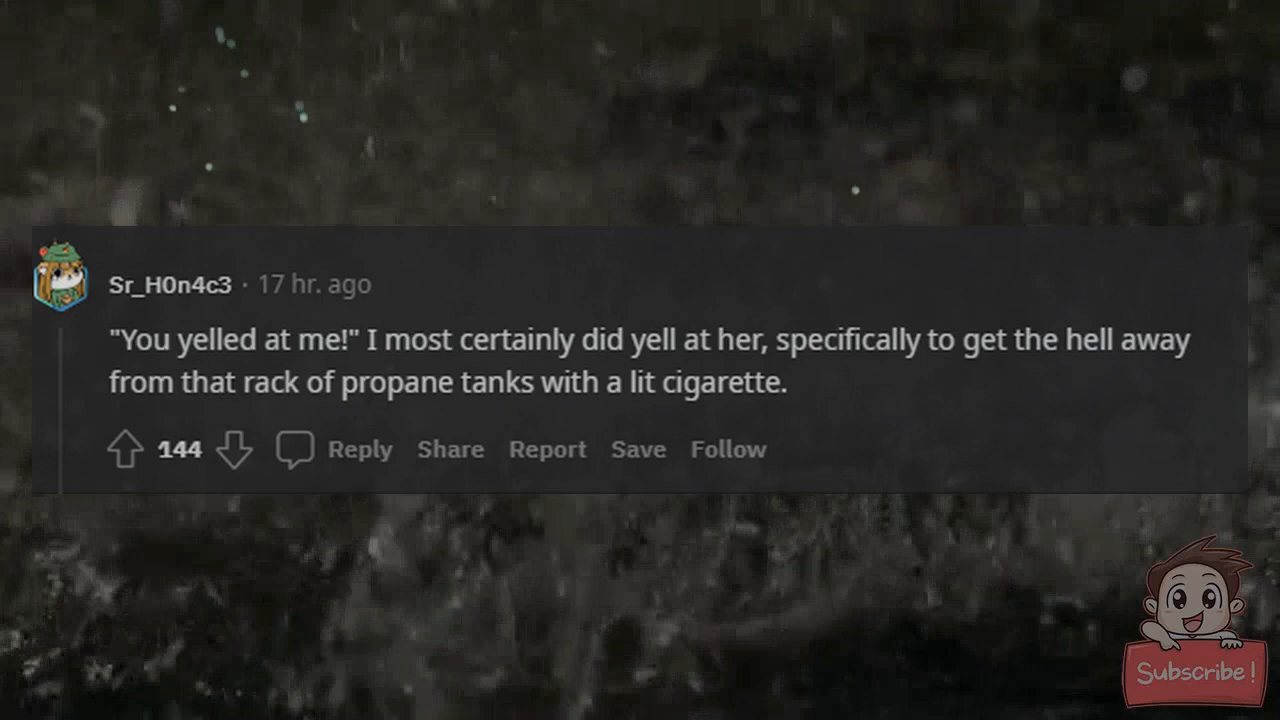 Sr_H0n4c3 · 17 hr. ago
"You yelled at me!" I most certainly did yell at her, specifically to get the hell away
from that rack of propane tanks with a lit cigarette.
144 Reply Share Report Save Follow
Subscribe!